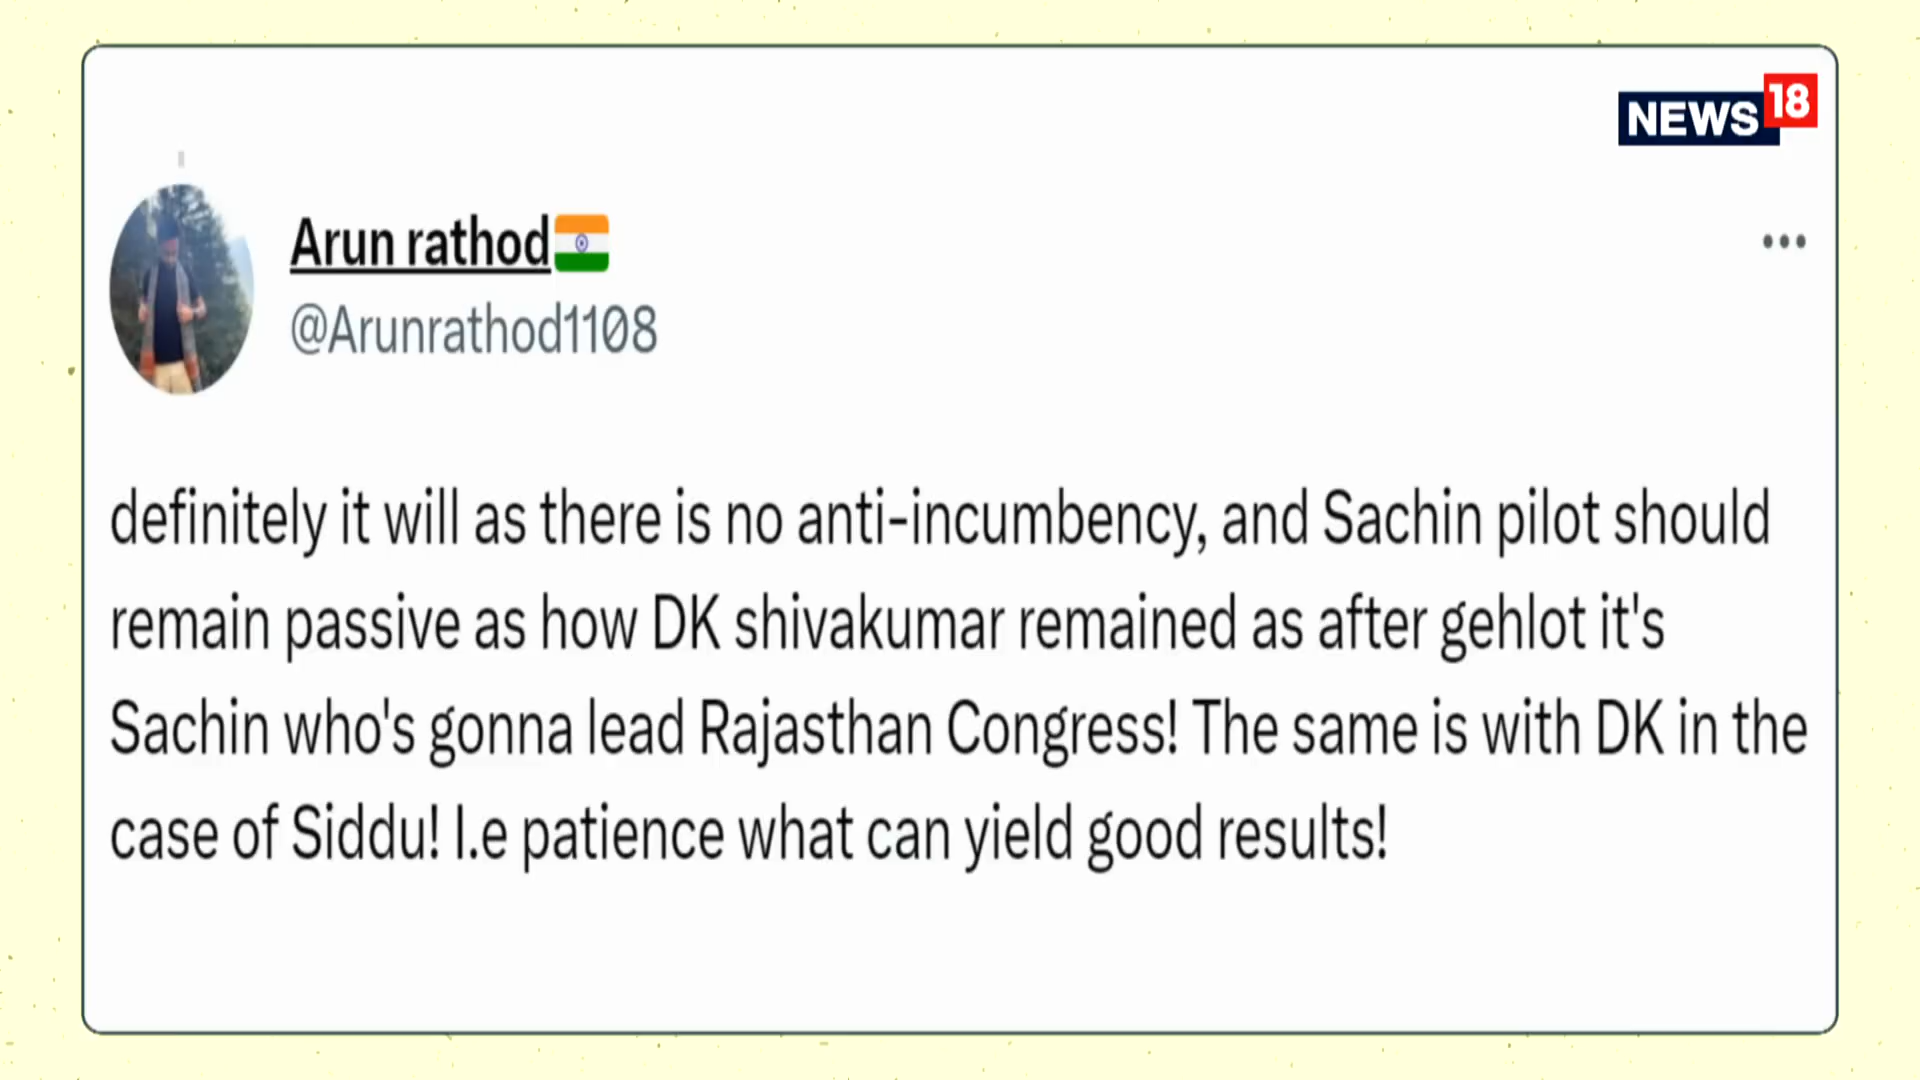 NEWS18
Arun rathod
@Arunrathod1108
definitely it will as there is no anti-incumbency, and Sachin pilot should
remain passive as how DK shivakumar remained as after gehlot it's
Sachin who's gonna lead Rajasthan Congress! The same is with DK in the
case of Siddu! I.e patience what can yield good results!